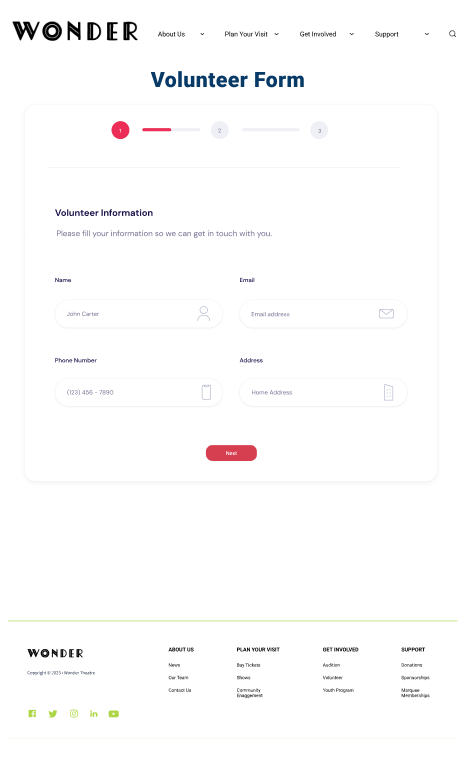 WONDER
About Us
Plan Your Visit
Get Involved
Support
Volunteer Form
1
2
3
Volunteer Information
Please fill your information so we can get in touch with you.
Name
Email
John Carter
Email address
Phone Number
Address
(123) 456 - 7890
Home Address
Next
WONDER
Copyright © 2023 • Wonder Theatre
ABOUT US
News
Our Team
Contact Us
PLAN YOUR VISIT
Buy Tickets
Shows
Community
Enaggement
GET INVOLVED
Audition
Volunteer
Youth Program
SUPPORT
Donations
Sponsorships
Marquee
Memberships